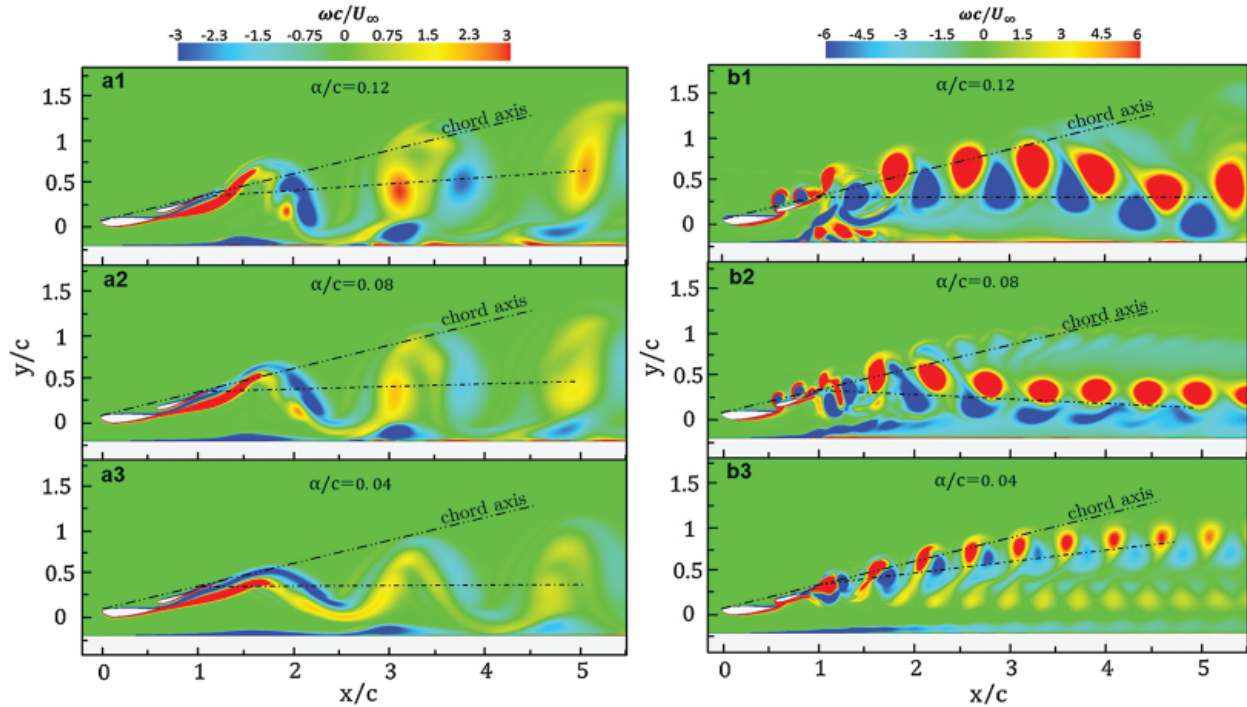 ωc/U∞
-3 -2.3 -1.5 -0.75 0 0.75 1.5 2.3 3
a1
α/c=0.12
chord axis
1.5
1
0.5
0
a2
α/c=0.08
chord axis
1.5
1
0.5
0
y/c
a3
α/c=0.04
chord axis
1.5
1
0.5
0
0 1 2 3 4 5
x/c
ωc/U∞
-6 -4.5 -3 -1.5 0 1.5 3 4.5 6
b1
α/c=0.12
chord axis
1.5
1
0.5
0
b2
α/c=0.08
chord axis
1.5
1
0.5
0
y/c
b3
α/c=0.04
chord axis
1.5
1
0.5
0
0 1 2 3 4 5
x/c